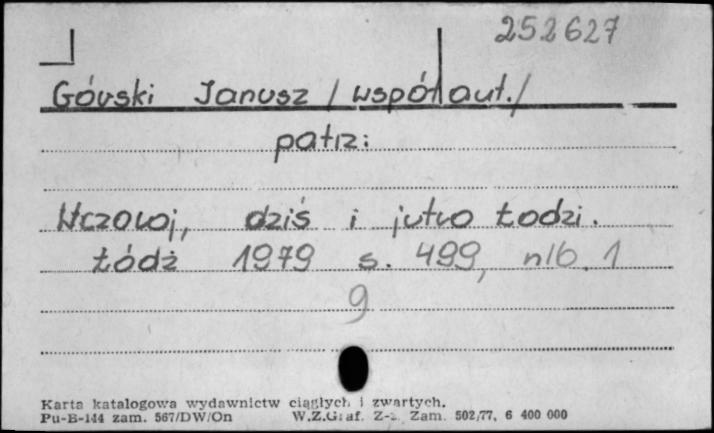 252627
Górski Janusz / współaut./
patrz:
Wczoraj, dziś i jutro Łodzi.
Łódź 1979 s. 499, nlb. 1
9
Karta katalogowa wydawnictw ciągłych i zwartych.
Pu-B-144 zam. 567/DW/On W.Z.Graf. Zam. 502/77, 6 400 000